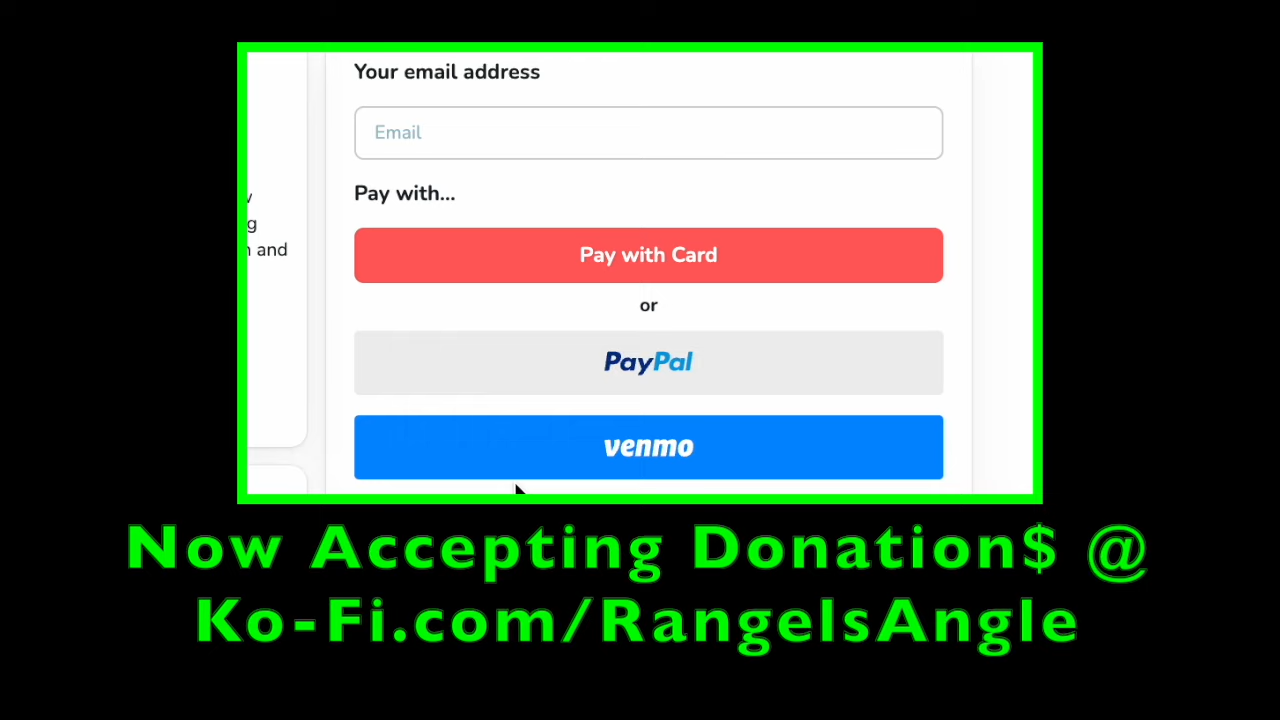 Your email address
Email
Pay with...
w
g
n and
Pay with Card
or
PayPal
venmo
Now Accepting Donation$ @
Ko-Fi.com/RangelsAngle